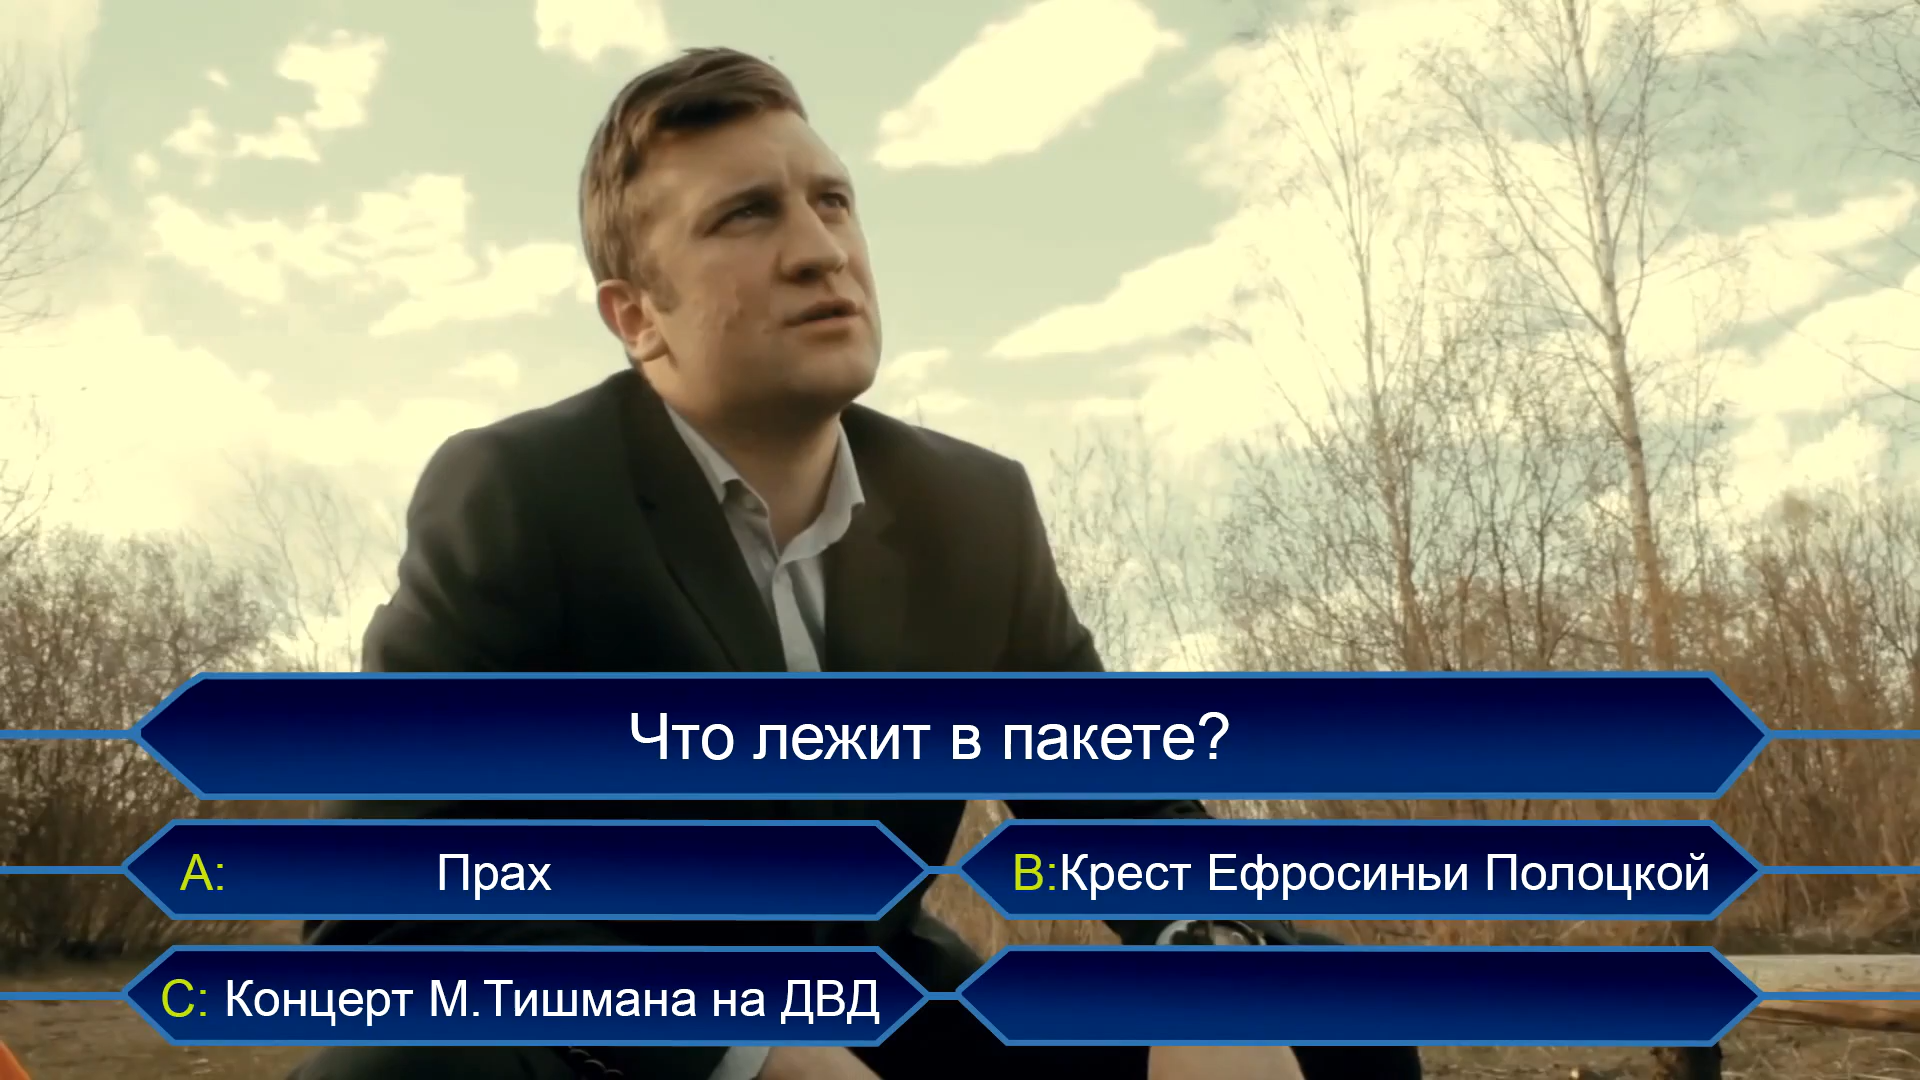 Что лежит в пакете?
A: Прах
B:Крест Ефросиньи Полоцкой
C: Концерт М.Тишмана на ДВД